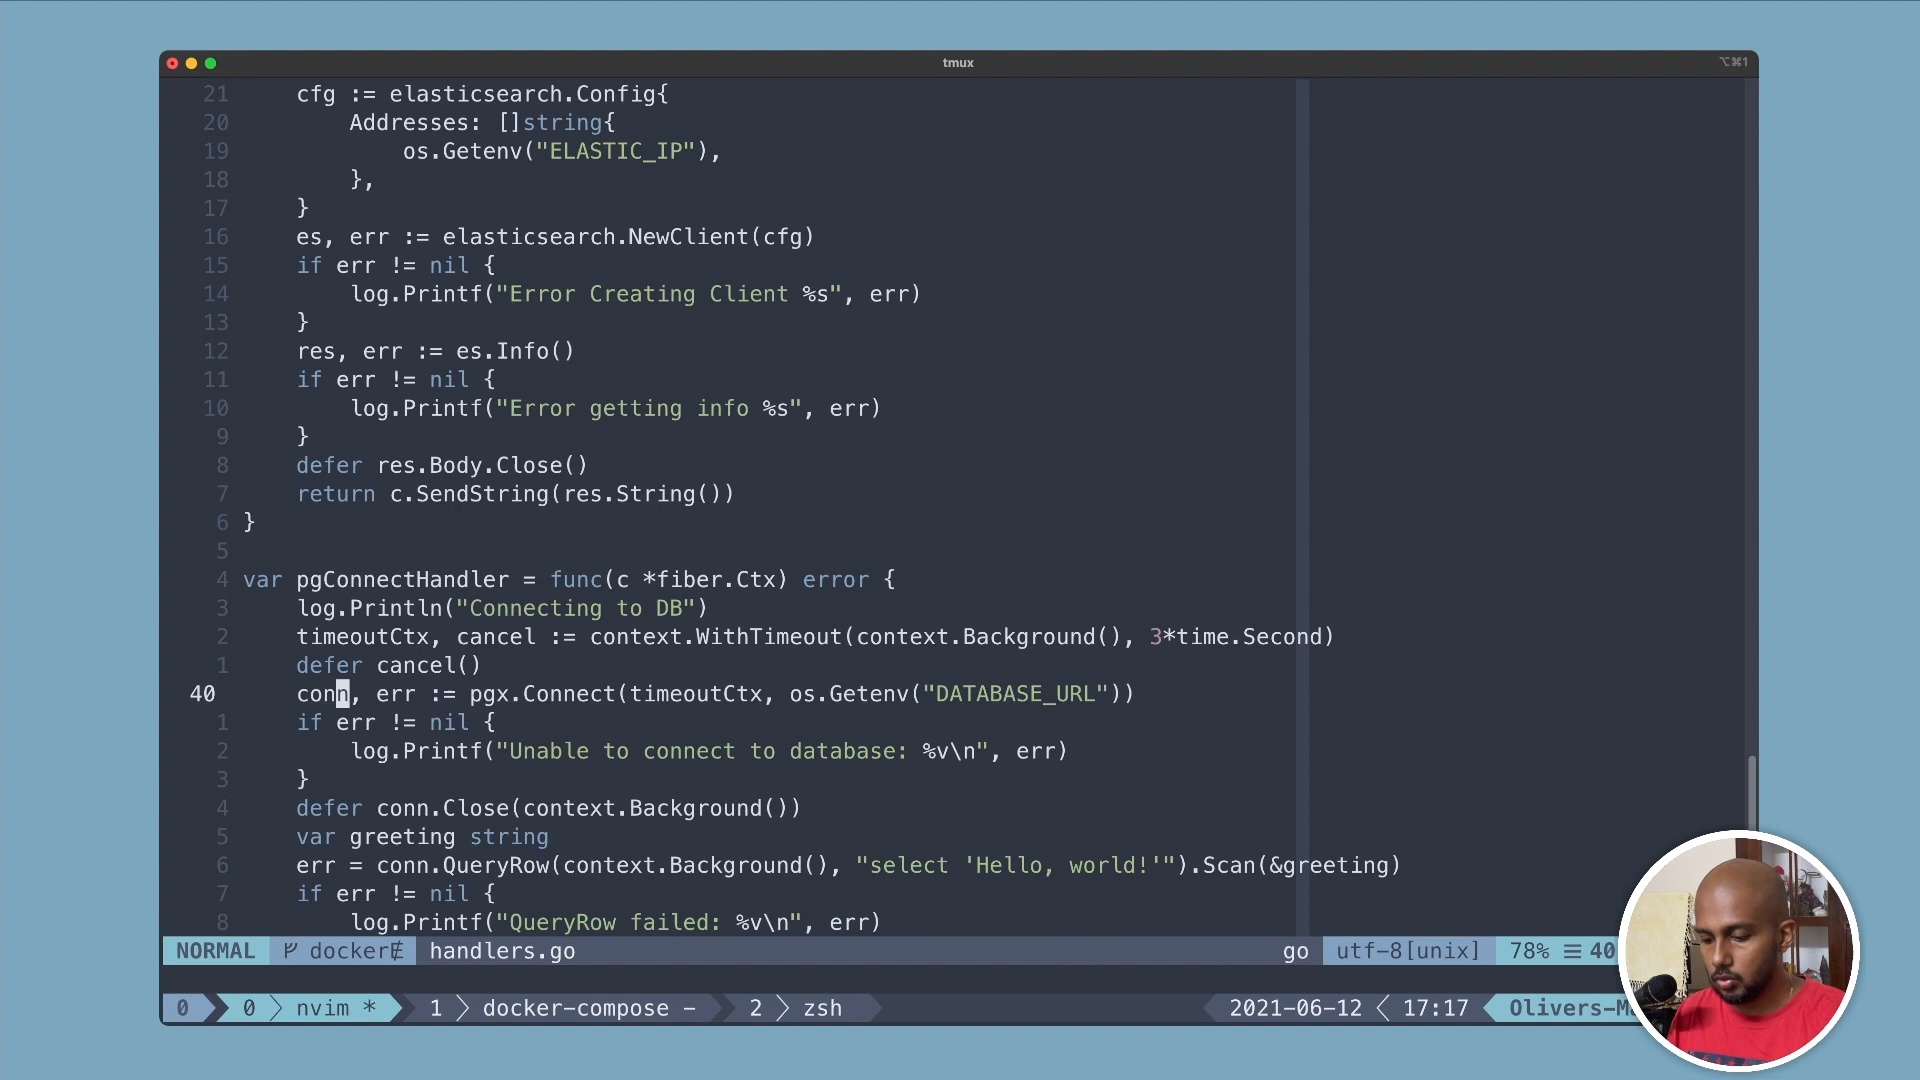 tmux
⌥⌘1
21 cfg := elasticsearch.Config{
20 Addresses: []string{
19 os.Getenv("ELASTIC_IP"),
18 },
17 }
16 es, err := elasticsearch.NewClient(cfg)
15 if err != nil {
14 log.Printf("Error Creating Client %s", err)
13 }
12 res, err := es.Info()
11 if err != nil {
10 log.Printf("Error getting info %s", err)
9 }
8 defer res.Body.Close()
7 return c.SendString(res.String())
6 }
5
4 var pgConnectHandler = func(c *fiber.Ctx) error {
3 log.Println("Connecting to DB")
2 timeoutCtx, cancel := context.WithTimeout(context.Background(), 3*time.Second)
1 defer cancel()
40 conn, err := pgx.Connect(timeoutCtx, os.Getenv("DATABASE_URL"))
1 if err != nil {
2 log.Printf("Unable to connect to database: %v\n", err)
3 }
4 defer conn.Close(context.Background())
5 var greeting string
6 err = conn.QueryRow(context.Background(), "select 'Hello, world!'").Scan(&greeting)
7 if err != nil {
8 log.Printf("QueryRow failed: %v\n", err)
NORMAL dockerɆ handlers.go go utf-8[unix] 78% ☰ 40
0 0 nvim * 1 docker-compose - 2 zsh 2021-06-12 17:17 Olivers-M